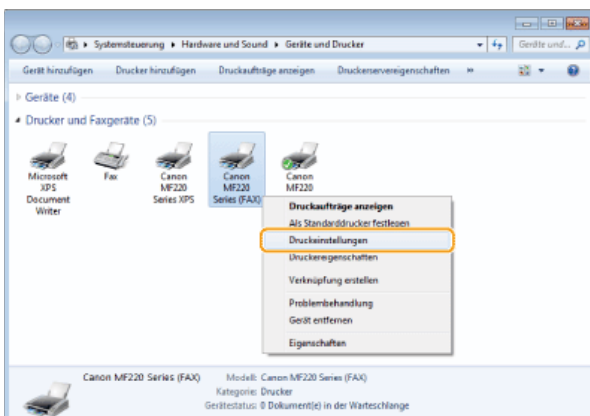 Systemsteuerung ▸ Hardware und Sound ▸ Geräte und Drucker
Geräte und...
Gerät hinzufügen Drucker hinzufügen Druckaufträge anzeigen Druckerservereigenschaften »
Geräte (4)
Drucker und Faxgeräte (5)
Microsoft
XPS
Document
Writer
Fax
Canon
MF220
Series XPS
Canon
MF220
Series (FAX)
Canon
MF220
Druckaufträge anzeigen
Als Standarddrucker festlegen
Druckeinstellungen
Druckereigenschaften
Verknüpfung erstellen
Problembehandlung
Gerät entfernen
Eigenschaften
Canon MF220 Series (FAX)
Modell: Canon MF220 Series (FAX)
Kategorie: Drucker
Gerätestatus: 0 Dokument(e) in der Warteschlange